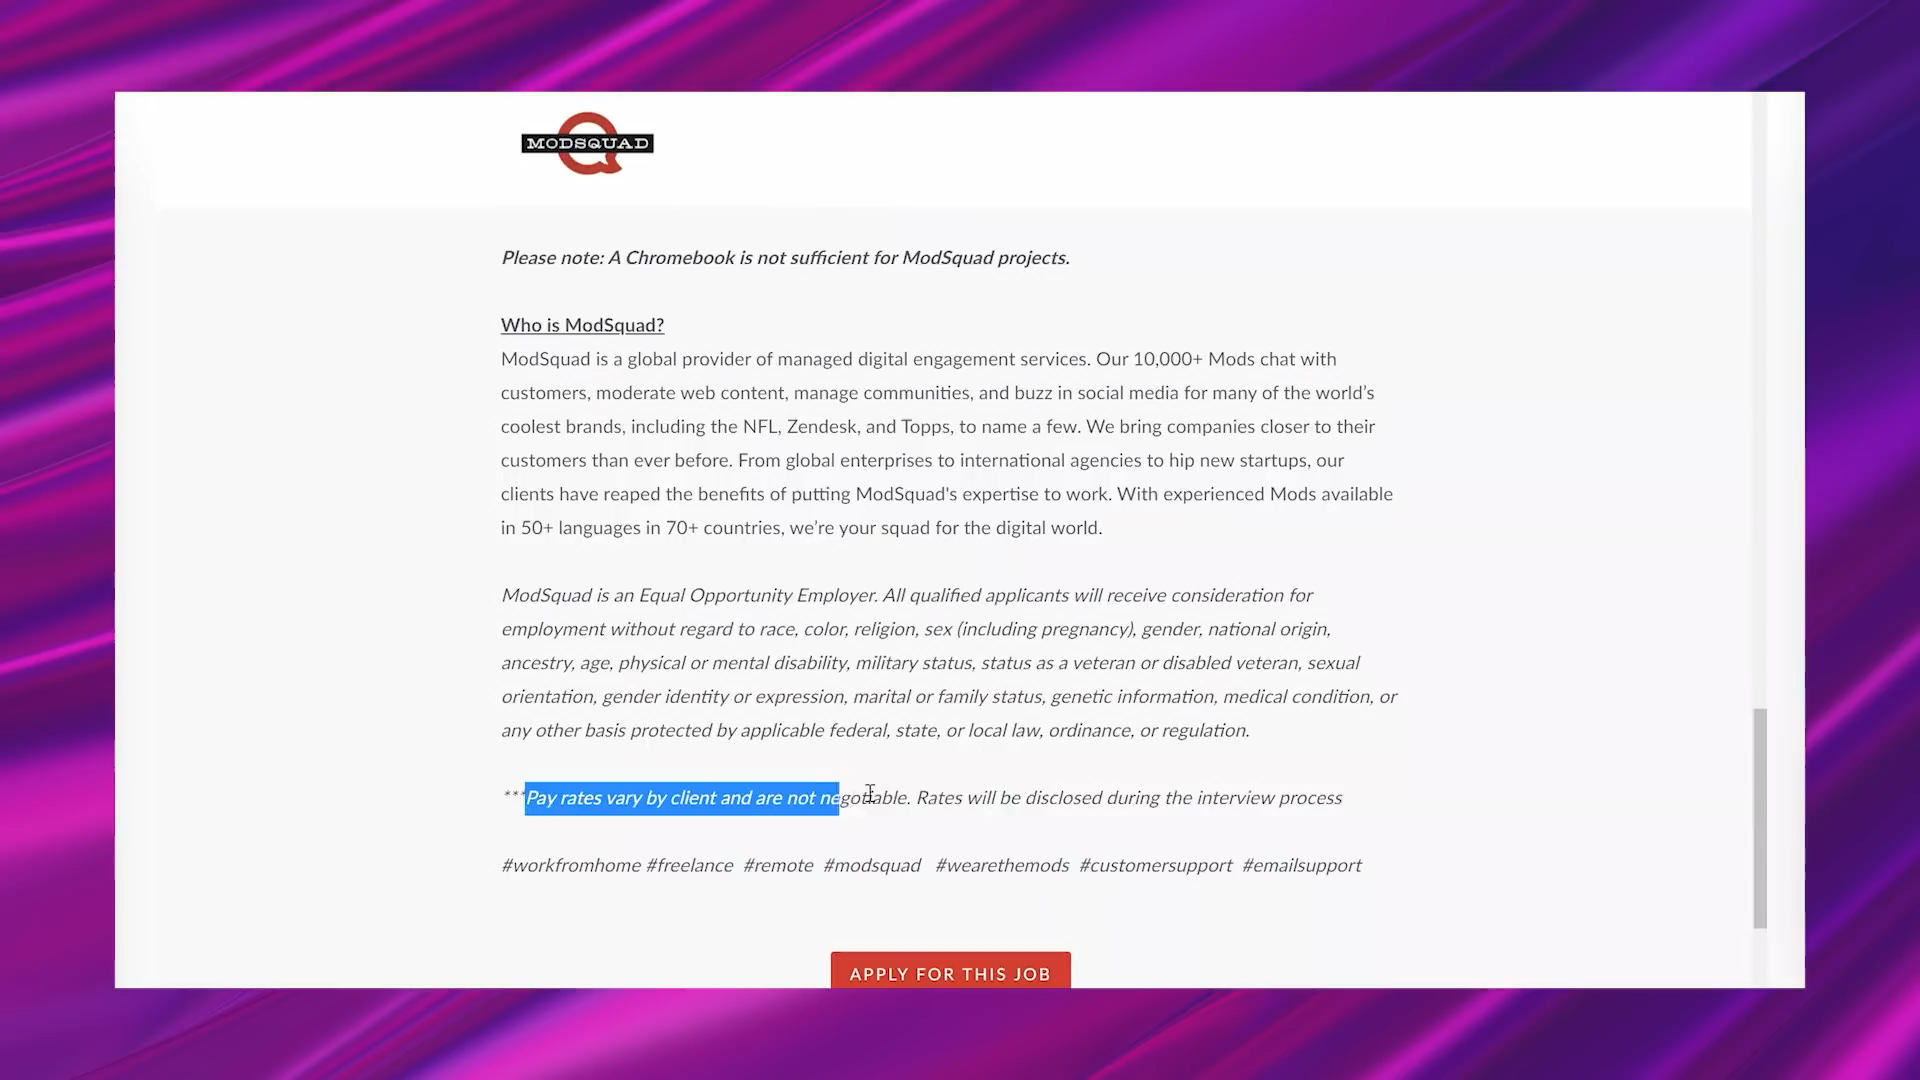 MODSQUAD
Please note: A Chromebook is not sufficient for ModSquad projects.
Who is ModSquad?
ModSquad is a global provider of managed digital engagement services. Our 10,000+ Mods chat with
customers, moderate web content, manage communities, and buzz in social media for many of the world’s
coolest brands, including the NFL, Zendesk, and Topps, to name a few. We bring companies closer to their
customers than ever before. From global enterprises to international agencies to hip new startups, our
clients have reaped the benefits of putting ModSquad's expertise to work. With experienced Mods available
in 50+ languages in 70+ countries, we’re your squad for the digital world.
ModSquad is an Equal Opportunity Employer. All qualified applicants will receive consideration for
employment without regard to race, color, religion, sex (including pregnancy), gender, national origin,
ancestry, age, physical or mental disability, military status, status as a veteran or disabled veteran, sexual
orientation, gender identity or expression, marital or family status, genetic information, medical condition, or
any other basis protected by applicable federal, state, or local law, ordinance, or regulation.
***Pay rates vary by client and are not negotiable. Rates will be disclosed during the interview process
#workfromhome #freelance #remote #modsquad #wearethemods #customersupport #emailsupport
APPLY FOR THIS JOB